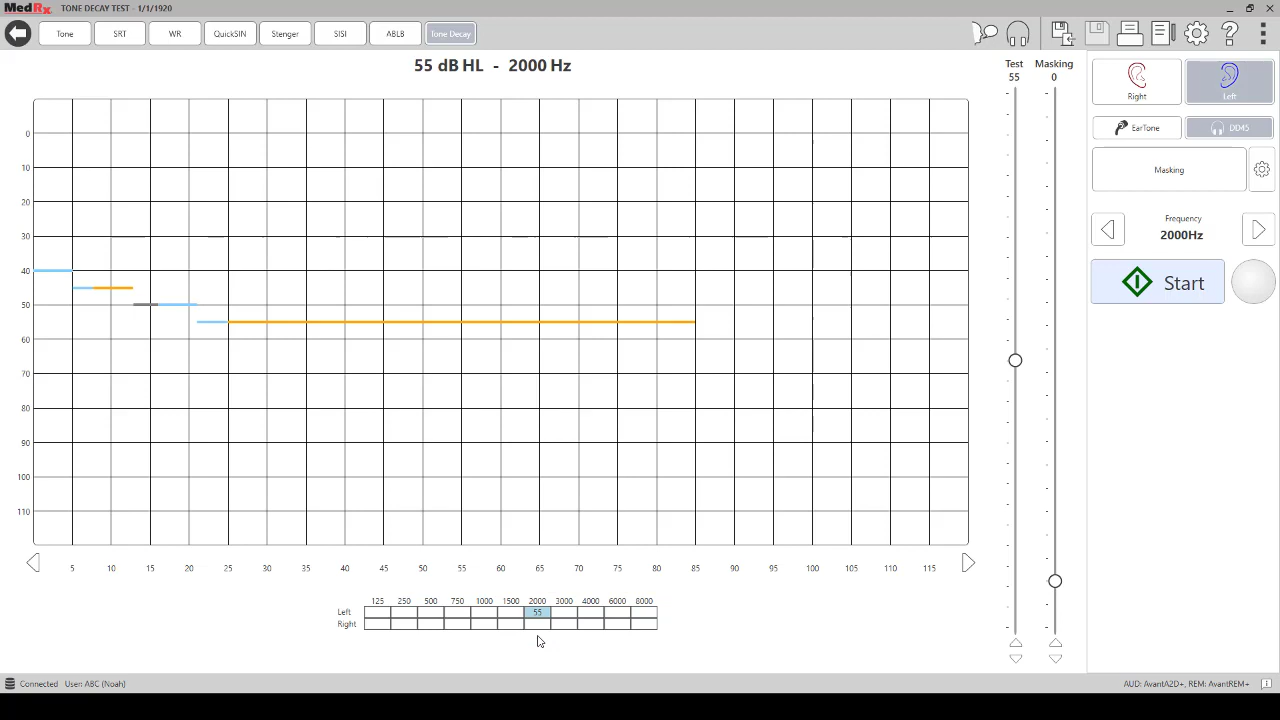 MedRx TONE DECAY TEST - 1/1/1920
Tone SRT WR QuickSIN Stenger SISI ABLB Tone Decay
55 dB HL - 2000 Hz
Test Masking
55 0
Right Left
EarTone DD45
Masking
Frequency
2000Hz
Start
0
10
20
30
40
50
60
70
80
90
100
110
5 10 15 20 25 30 35 40 45 50 55 60 65 70 75 80 85 90 95 100 105 110 115
125 250 500 750 1000 1500 2000 3000 4000 6000 8000
Left 55
Right
Connected User: ABC (Noah) AUD: AvantA2D+, REM: AvantREM+